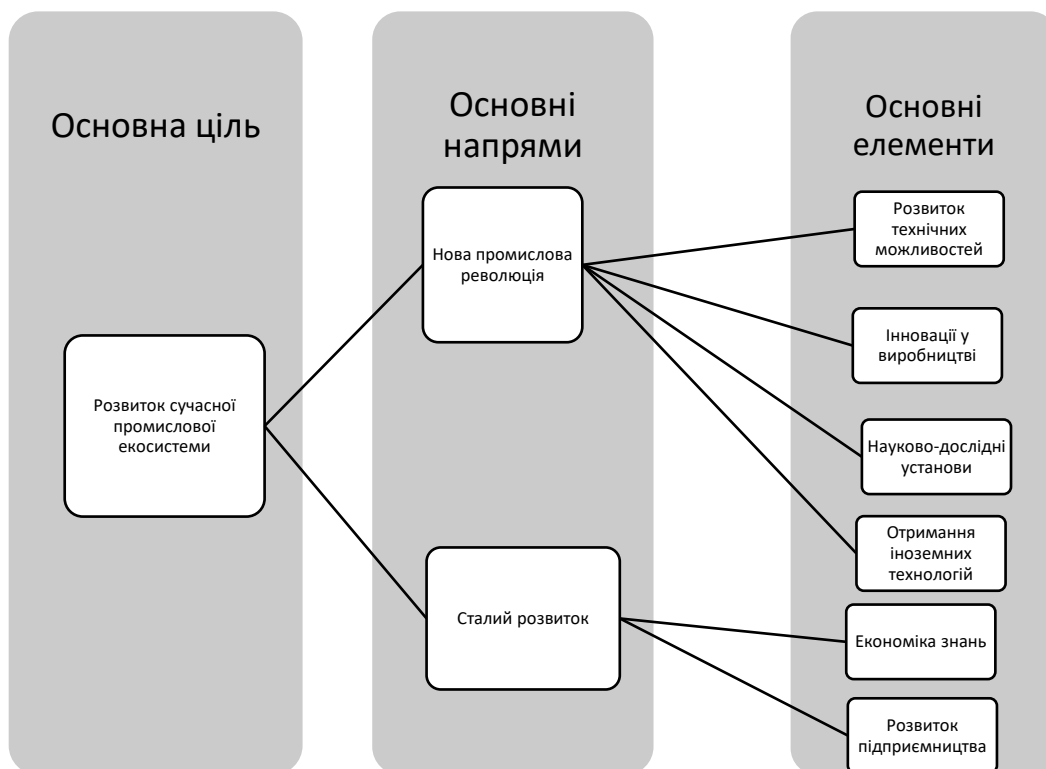 Основна ціль
Розвиток сучасної
промислової
екосистеми
Основні
напрями
Нова промислова
революція
Сталий розвиток
Основні
елементи
Розвиток
технічних
можливостей
Інновації у
виробництві
Науково-дослідні
установи
Отримання
іноземних
технологій
Економіка знань
Розвиток
підприємництва